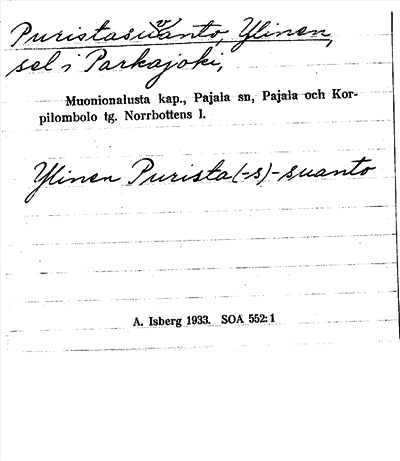 Puristasuvanto, Ylinen,
sel i Parkajoki,
Muonionalusta kap., Pajala sn, Pajala och Kor-
pilombolo tg. Norrbottens l.
Ylinen Purista(-s)-suanto
A. Isberg 1933. SOA 552:1